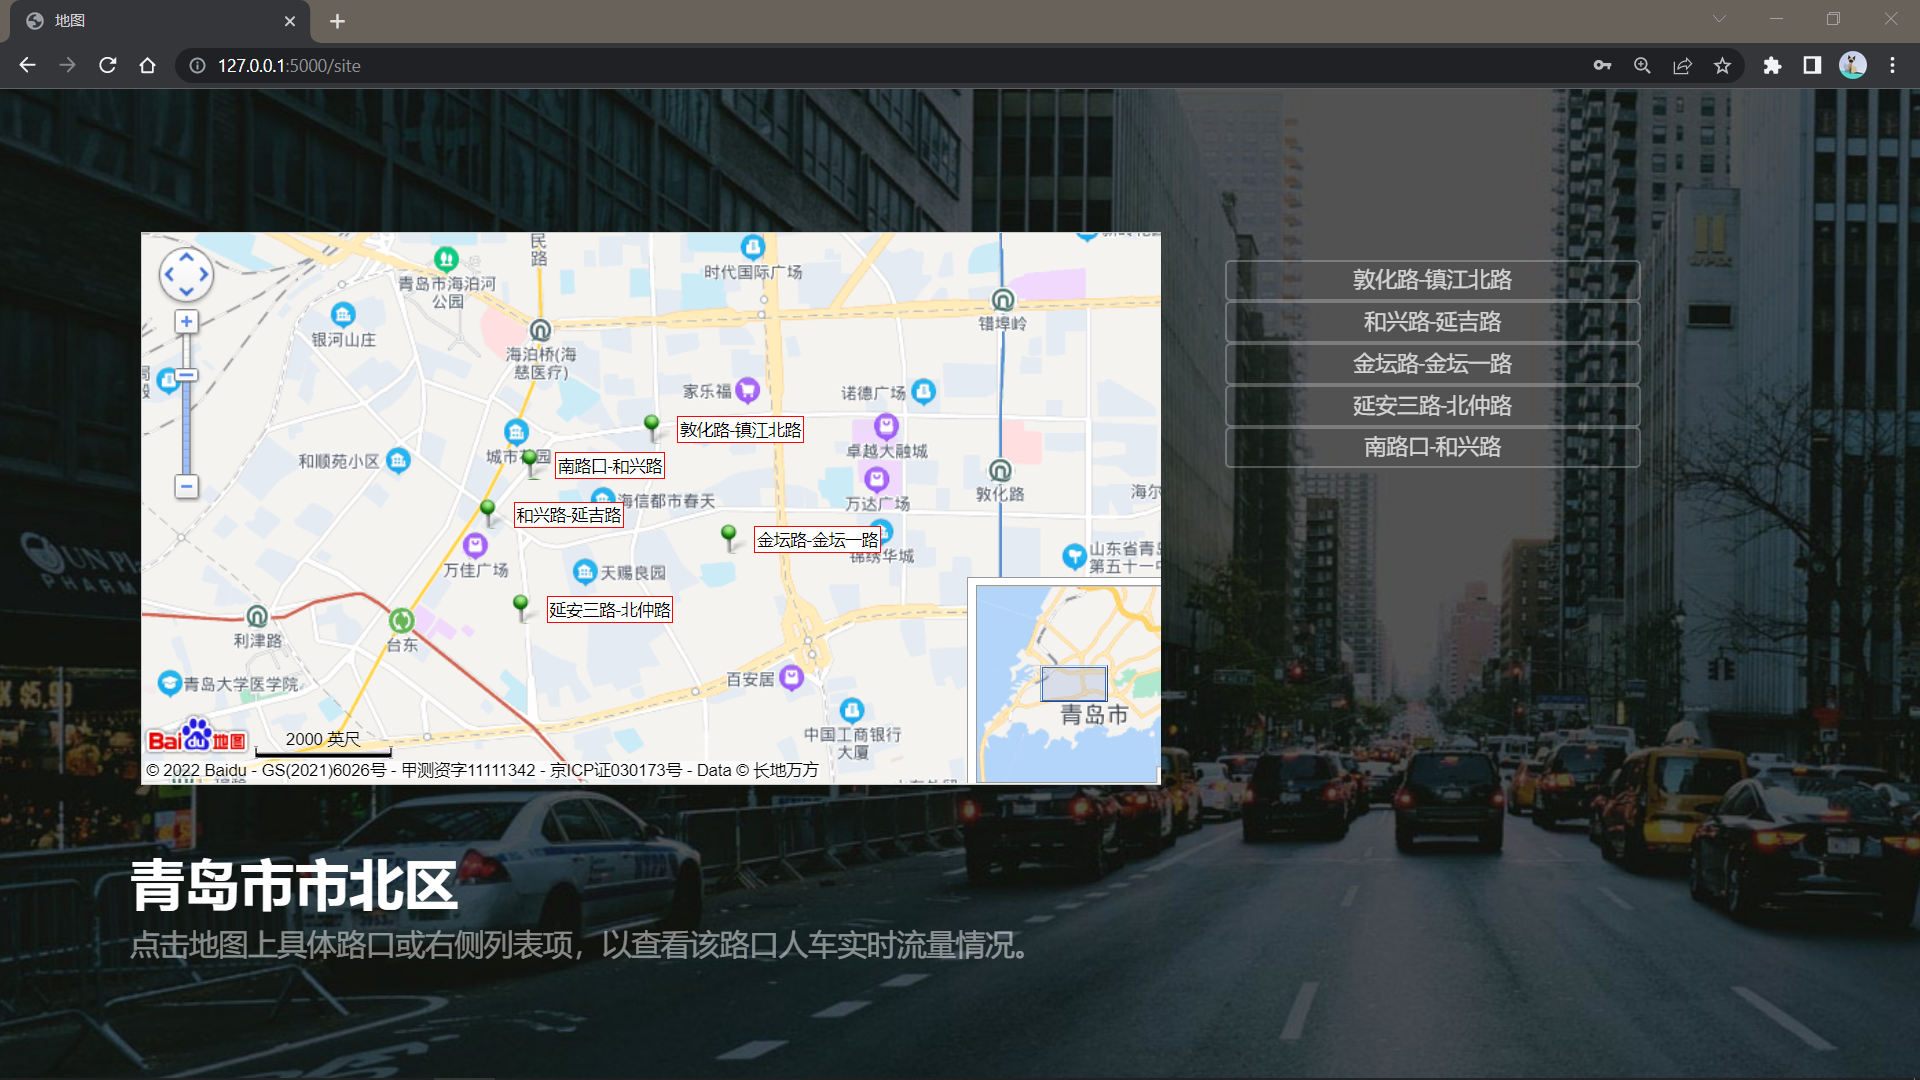 地图
127.0.0.1:5000/site
民
路
时代国际广场
青岛市海泊河
公园
银河山庄
错埠岭
海泊桥(海
慈医疗)
家乐福
诺德广场
敦化路-镇江北路
卓越大融城
城市花园
和顺苑小区
南路口-和兴路
海信都市春天
万达广场
敦化路
海尔
和兴路-延吉路
金坛路-金坛一路
锦绣华城
山东省青岛
第五十一中
万佳广场
天赐良园
延安三路-北仲路
利津路
台东
青岛大学医学院
百安居
中国工商银行
大厦
青岛市
Baidu地图
2000 英尺
© 2022 Baidu - GS(2021)6026号 - 甲测资字11111342 - 京ICP证030173号 - Data © 长地万方
敦化路-镇江北路
和兴路-延吉路
金坛路-金坛一路
延安三路-北仲路
南路口-和兴路
青岛市市北区
点击地图上具体路口或右侧列表项，以查看该路口人车实时流量情况。